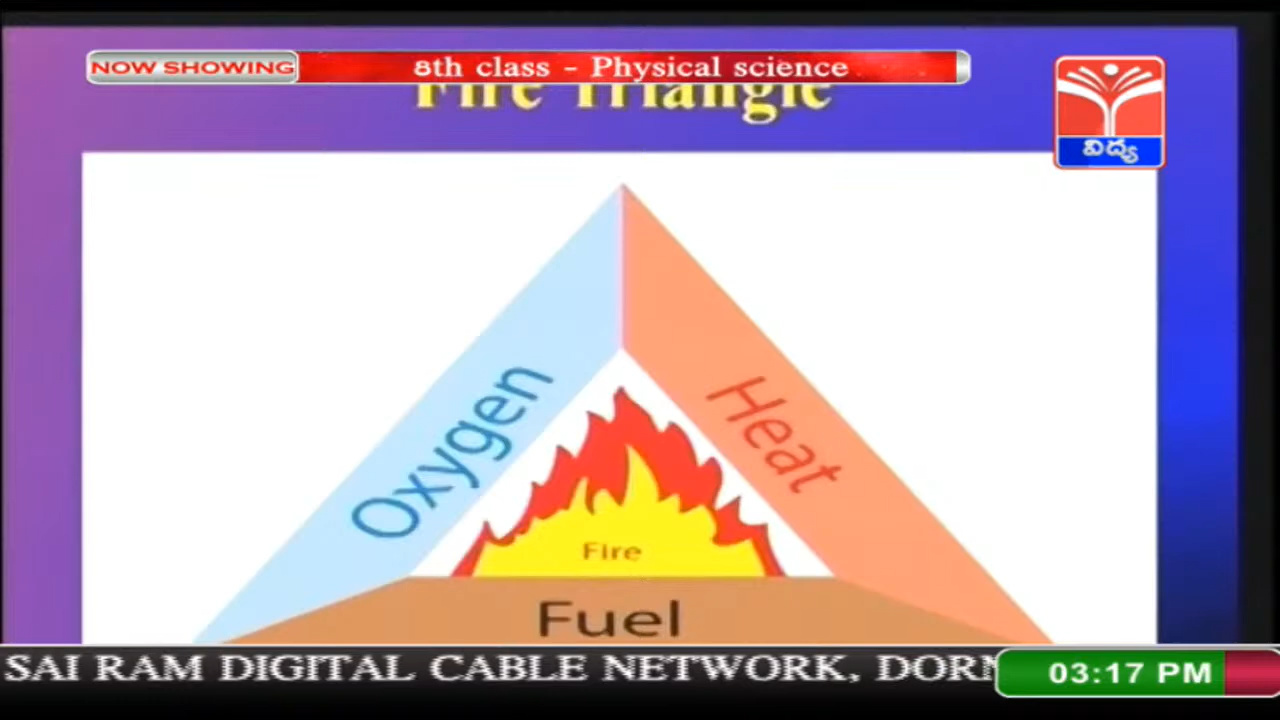 NOW SHOWING
8th class - Physical science
Fire Triangle
విద్య
Oxygen
Heat
Fire
Fuel
SAI RAM DIGITAL CABLE NETWORK, DORN
03:17 PM